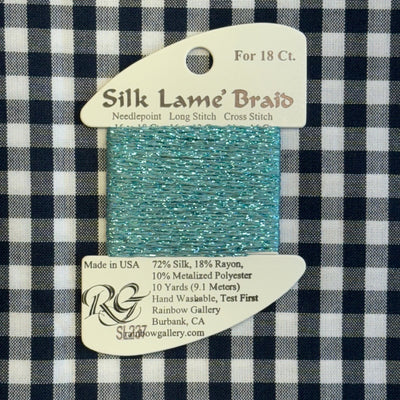 For 18 Ct.
Silk Lame' Braid
Needlepoint Long Stitch Cross Stitch
Made in USA
72% Silk, 18% Rayon,
10% Metalized Polyester
10 Yards (9.1 Meters)
Hand Washable, Test First
Rainbow Gallery
Burbank, CA
rainbowgallery.com
RG
SL237